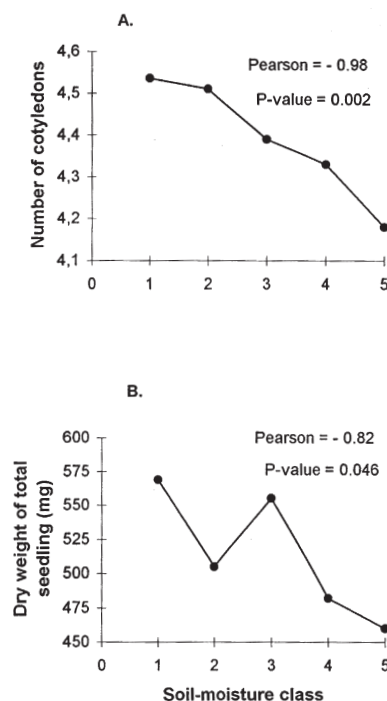 A.
4,6
4,5
4,4
4,3
4,2
4,1
Number of cotyledons
Pearson = - 0.98
P-value = 0.002
0 1 2 3 4 5
B.
600
575
550
525
500
475
450
Dry weight of total
seedling (mg)
Pearson = - 0.82
P-value = 0.046
0 1 2 3 4 5
Soil-moisture class